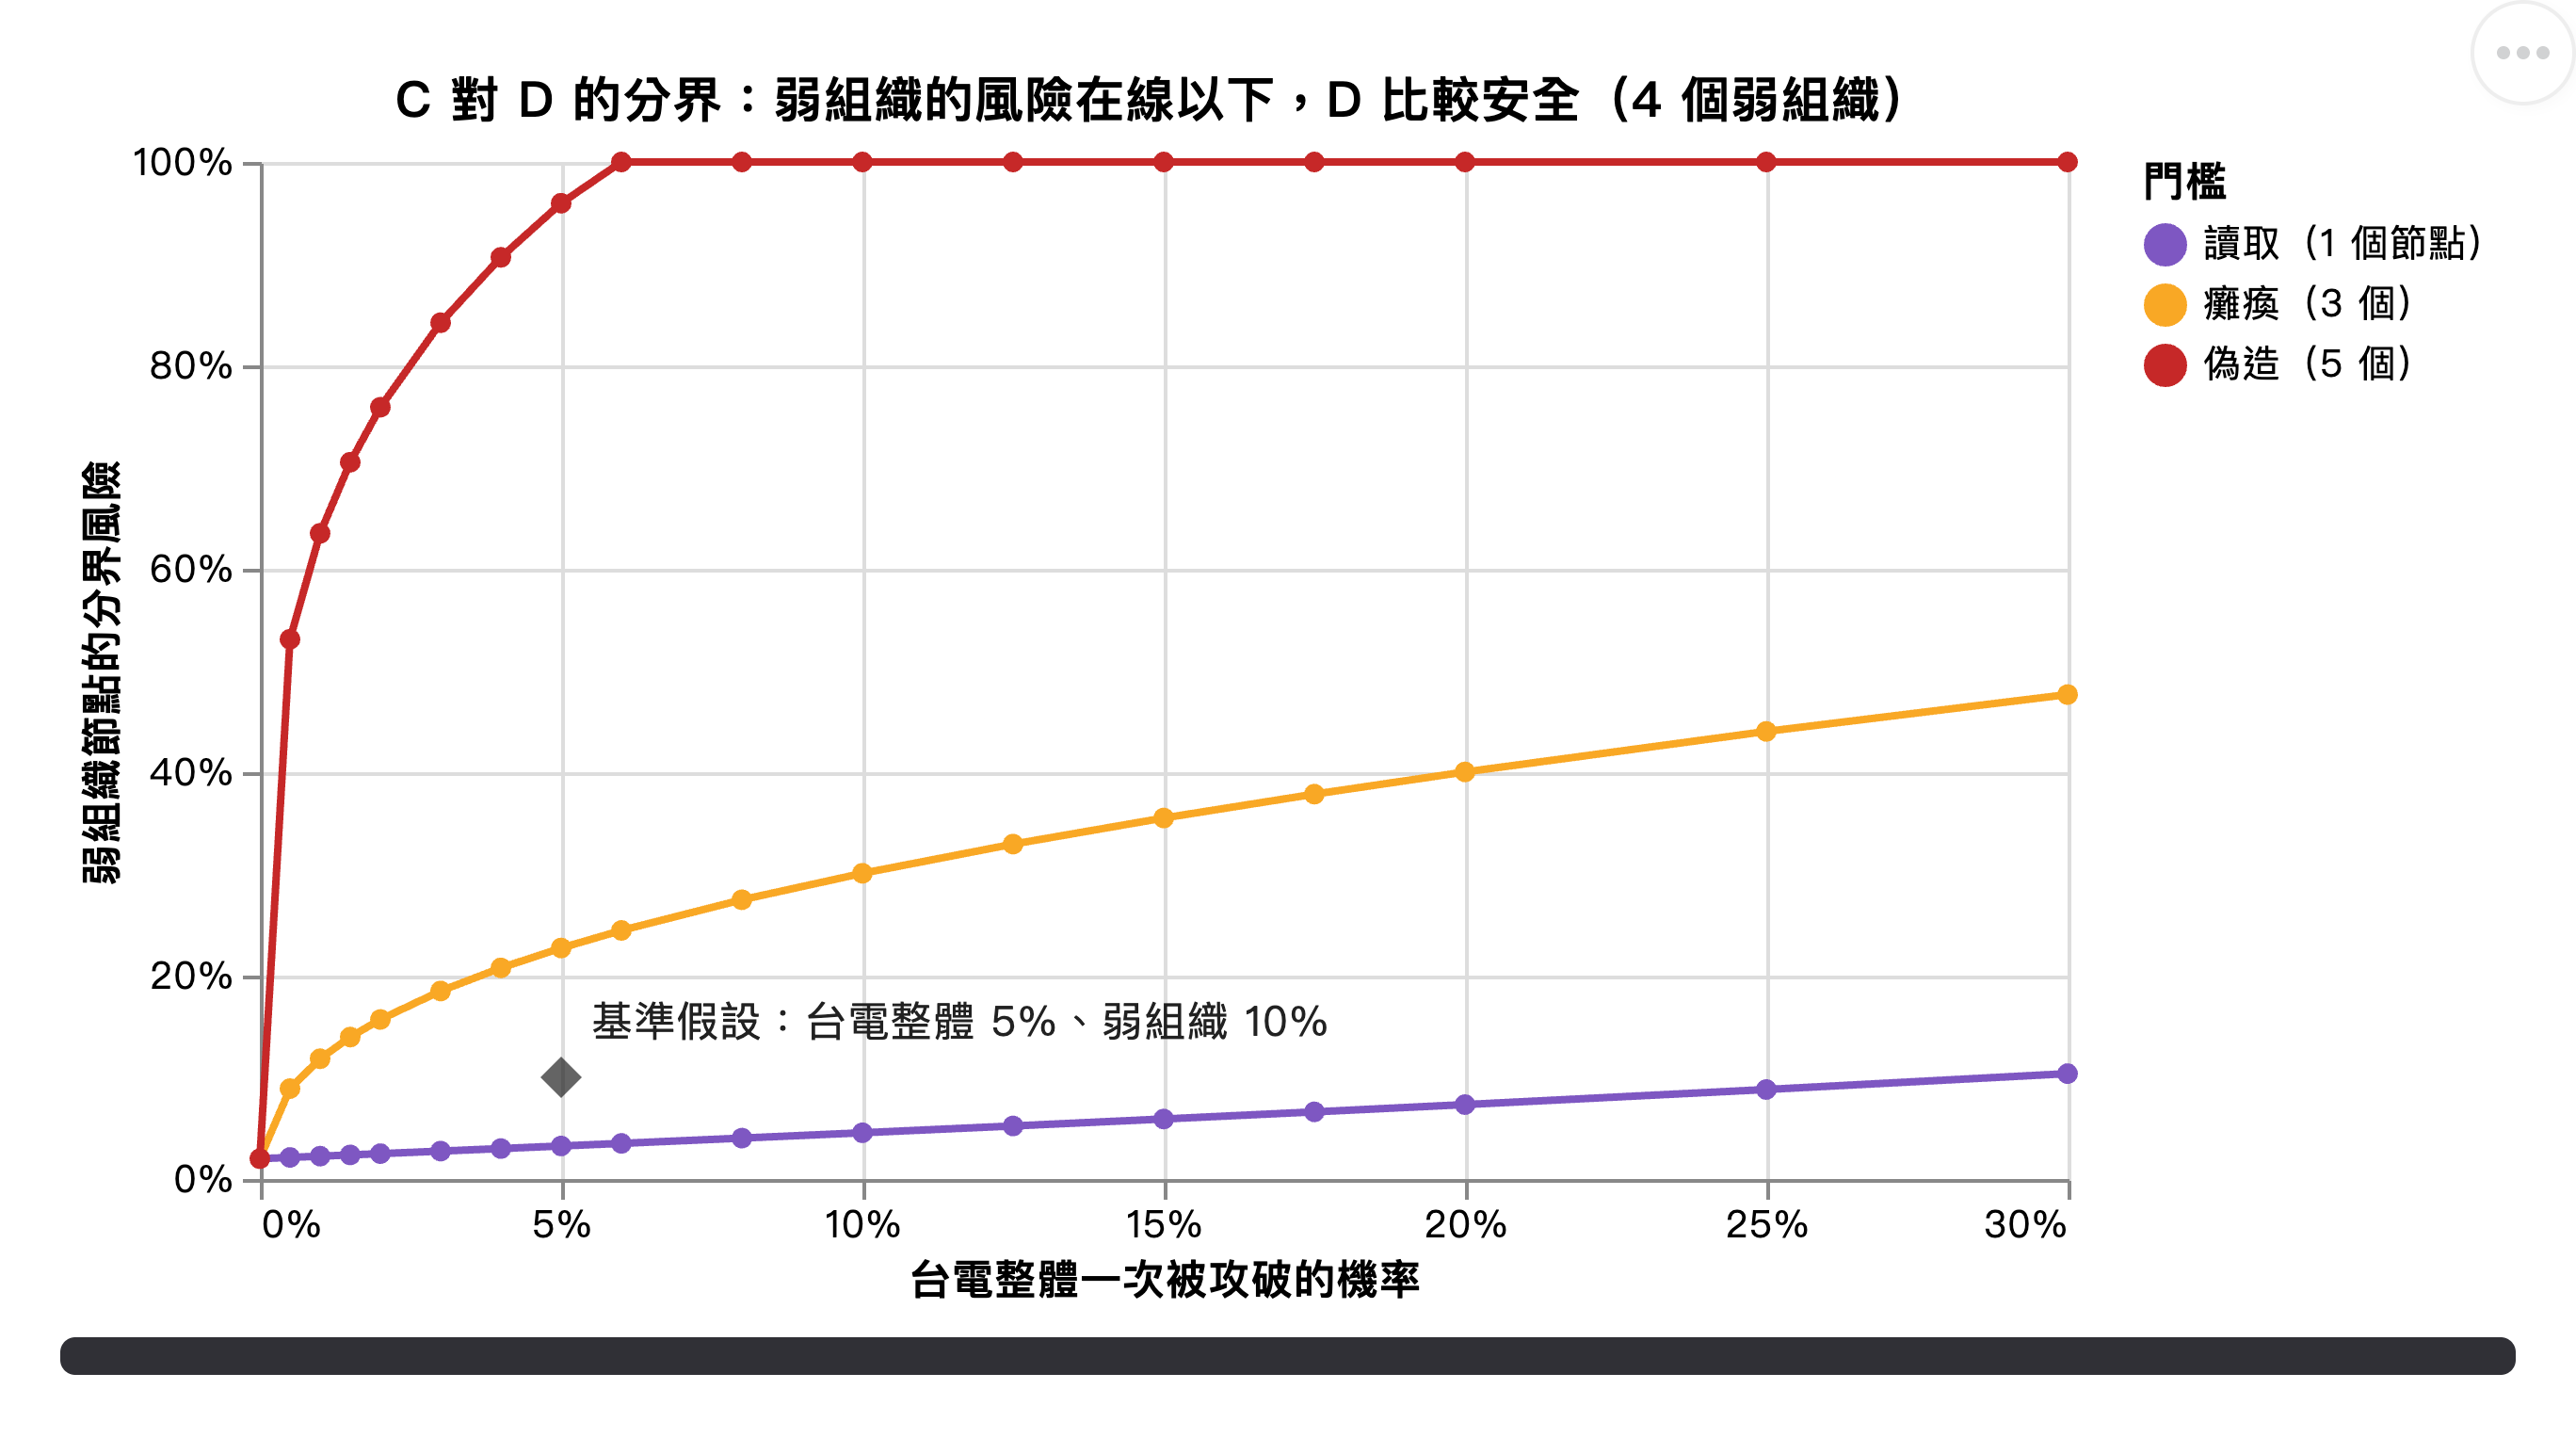 C 對 D 的分界：弱組織的風險在線以下，D 比較安全（4 個弱組織）
100%
80%
60%
40%
20%
0%
弱組織節點的分界風險
基準假設：台電整體 5%、弱組織 10%
0%
5%
10%
15%
20%
25%
30%
台電整體一次被攻破的機率
門檻
讀取（1 個節點）
癱瘓（3 個）
偽造（5 個）